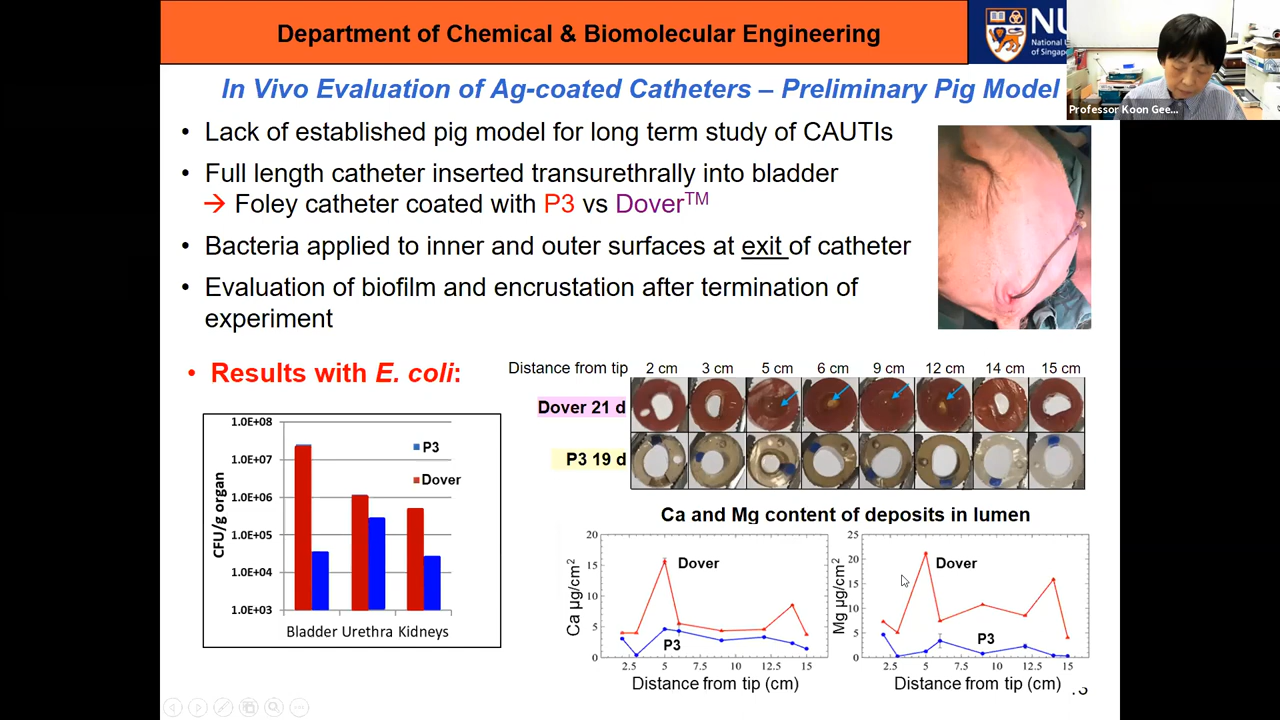 Department of Chemical & Biomolecular Engineering
NU
National U
of Singap
Professor Koon Gee...
In Vivo Evaluation of Ag-coated Catheters – Preliminary Pig Model
• Lack of established pig model for long term study of CAUTIs
• Full length catheter inserted transurethrally into bladder
→ Foley catheter coated with P3 vs Dover™
• Bacteria applied to inner and outer surfaces at exit of catheter
• Evaluation of biofilm and encrustation after termination of
experiment
• Results with E. coli:
CFU/g organ
1.0E+08
1.0E+07
1.0E+06
1.0E+05
1.0E+04
1.0E+03
P3
Dover
Bladder Urethra Kidneys
Distance from tip 2 cm 3 cm 5 cm 6 cm 9 cm 12 cm 14 cm 15 cm
Dover 21 d
P3 19 d
Ca and Mg content of deposits in lumen
Ca µg/cm²
20
15
10
5
0
Dover
P3
2.5 5 7.5 10 12.5 15
Distance from tip (cm)
Mg µg/cm²
25
20
15
10
5
0
Dover
P3
2.5 5 7.5 10 12.5 15
Distance from tip (cm)